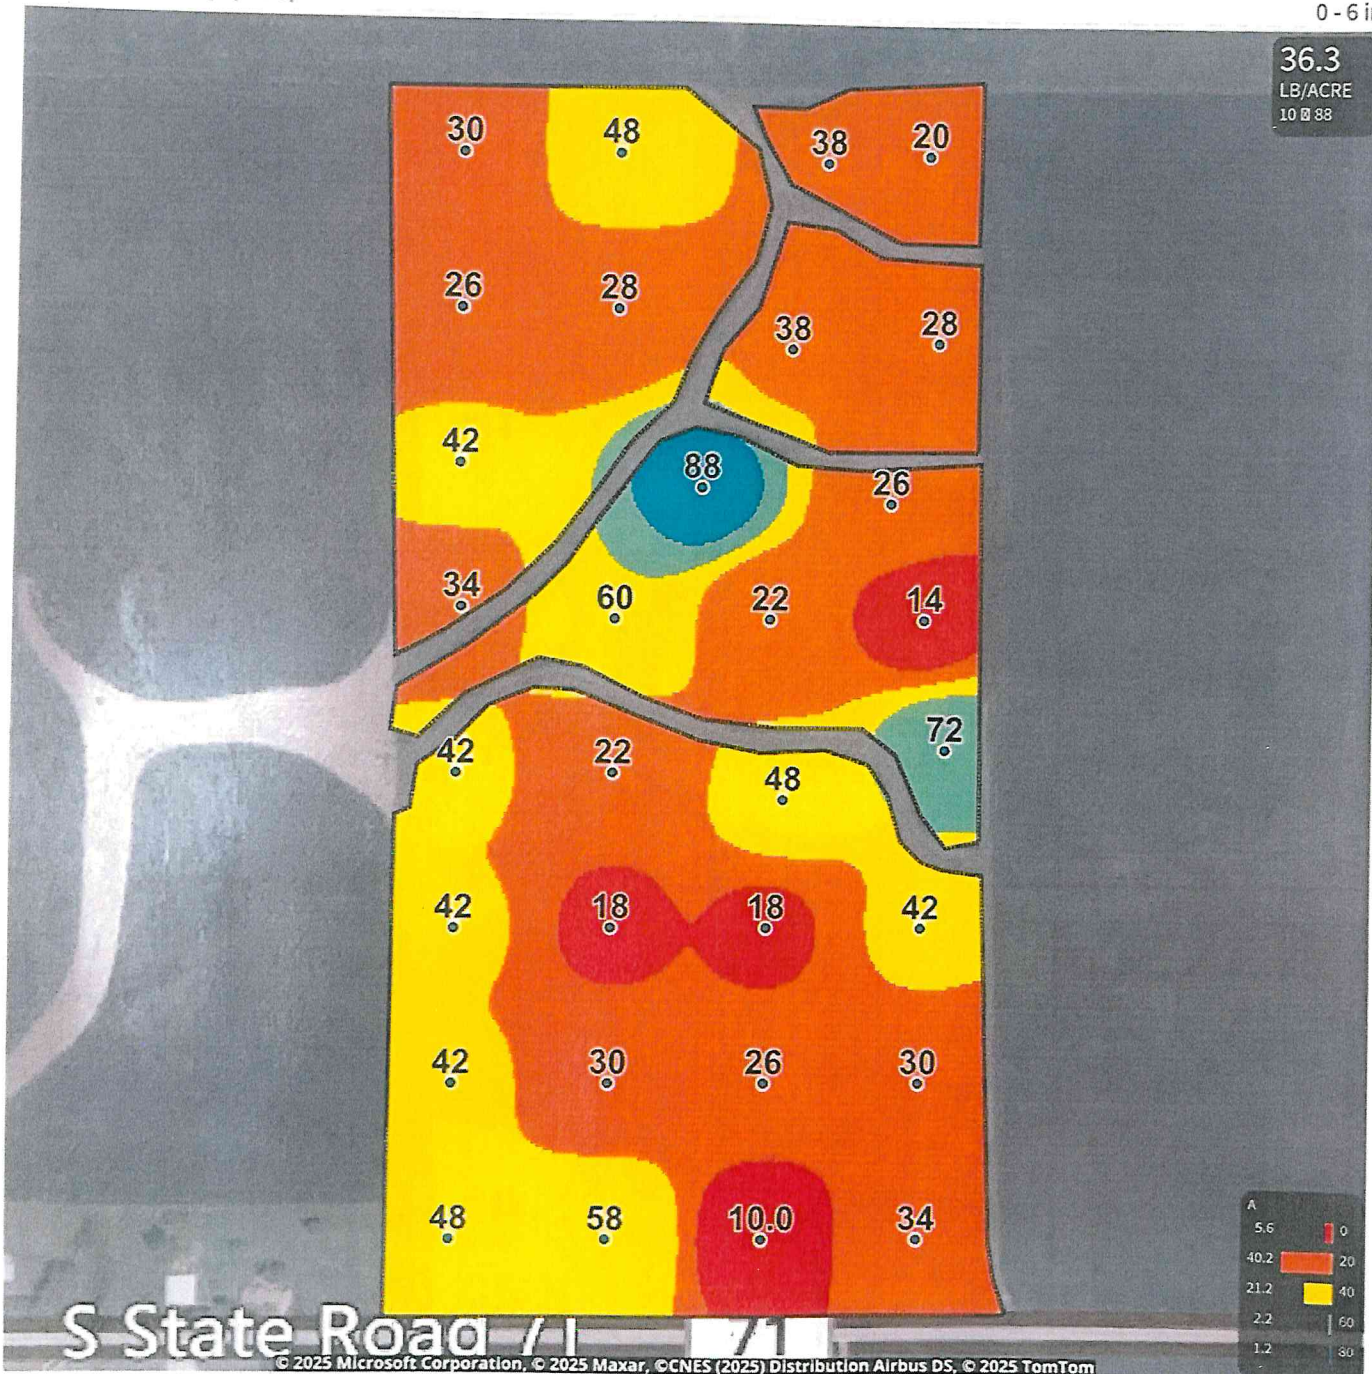 0 - 6 i
36.3
LB/ACRE
10 88
30 48 38 20
26 28 38 28
42 88 26
34 60 22 14
42 22 48 72
42 18 18 42
42 30 26 30
48 58 10.0 34
A
5.6 0
40.2 20
21.2 40
2.2 60
1.2 80
S State Road 71 71
© 2025 Microsoft Corporation, © 2025 Maxar, ©CNES (2025) Distribution Airbus DS, © 2025 TomTom